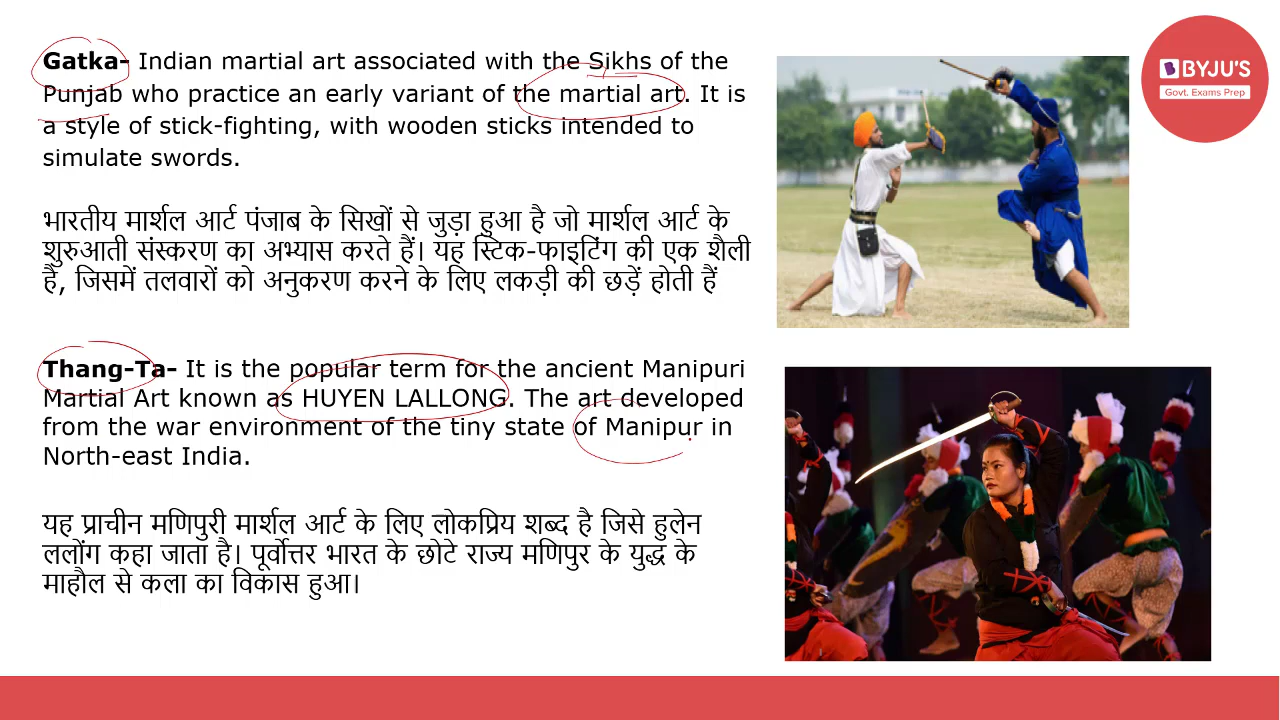 Gatka- Indian martial art associated with the Sikhs of the
Punjab who practice an early variant of the martial art. It is
a style of stick-fighting, with wooden sticks intended to
simulate swords.
भारतीय मार्शल आर्ट पंजाब के सिखों से जुड़ा हुआ है जो मार्शल आर्ट के
शुरुआती संस्करण का अभ्यास करते हैं। यह स्टिक-फाइटिंग की एक शैली
है, जिसमें तलवारों को अनुकरण करने के लिए लकड़ी की छड़ें होती हैं
Thang-Ta- It is the popular term for the ancient Manipuri
Martial Art known as HUYEN LALLONG. The art developed
from the war environment of the tiny state of Manipur in
North-east India.
यह प्राचीन मणिपुरी मार्शल आर्ट के लिए लोकप्रिय शब्द है जिसे हुलेन
ललोंग कहा जाता है। पूर्वोत्तर भारत के छोटे राज्य मणिपुर के युद्ध के
माहौल से कला का विकास हुआ।
BYJU'S
Govt. Exams Prep